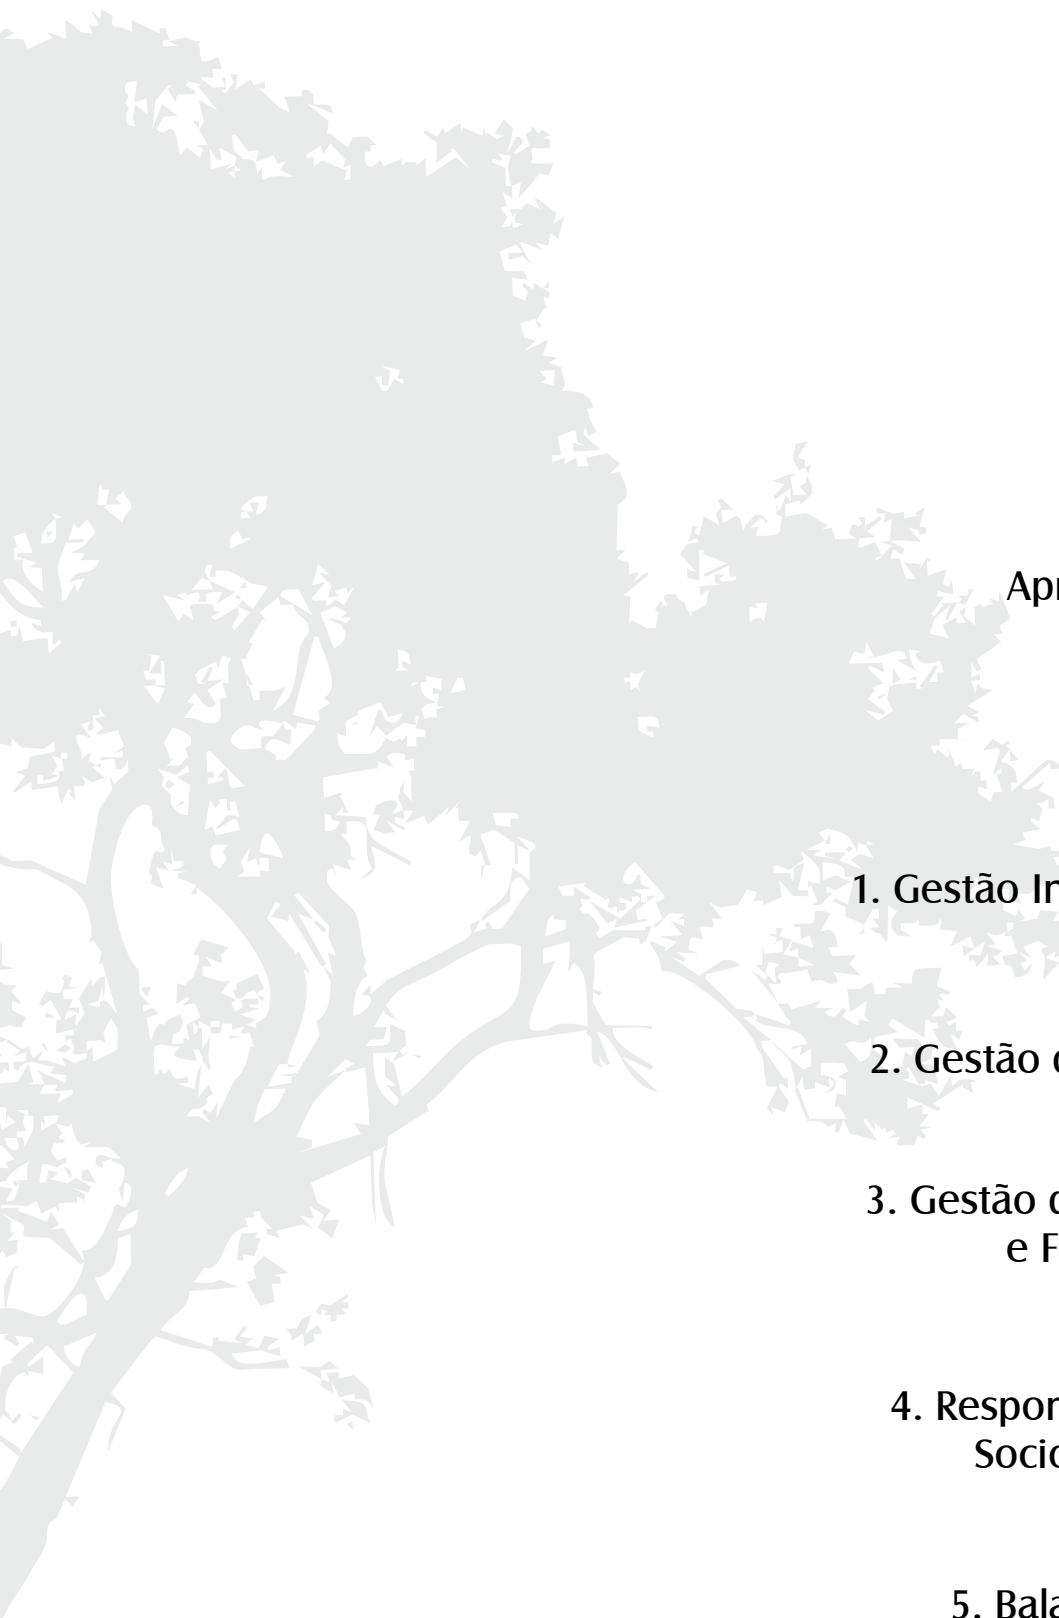 Apr
1. Gestão In
2. Gestão d
3. Gestão d
e F
4. Respon
Socio
5. Bala